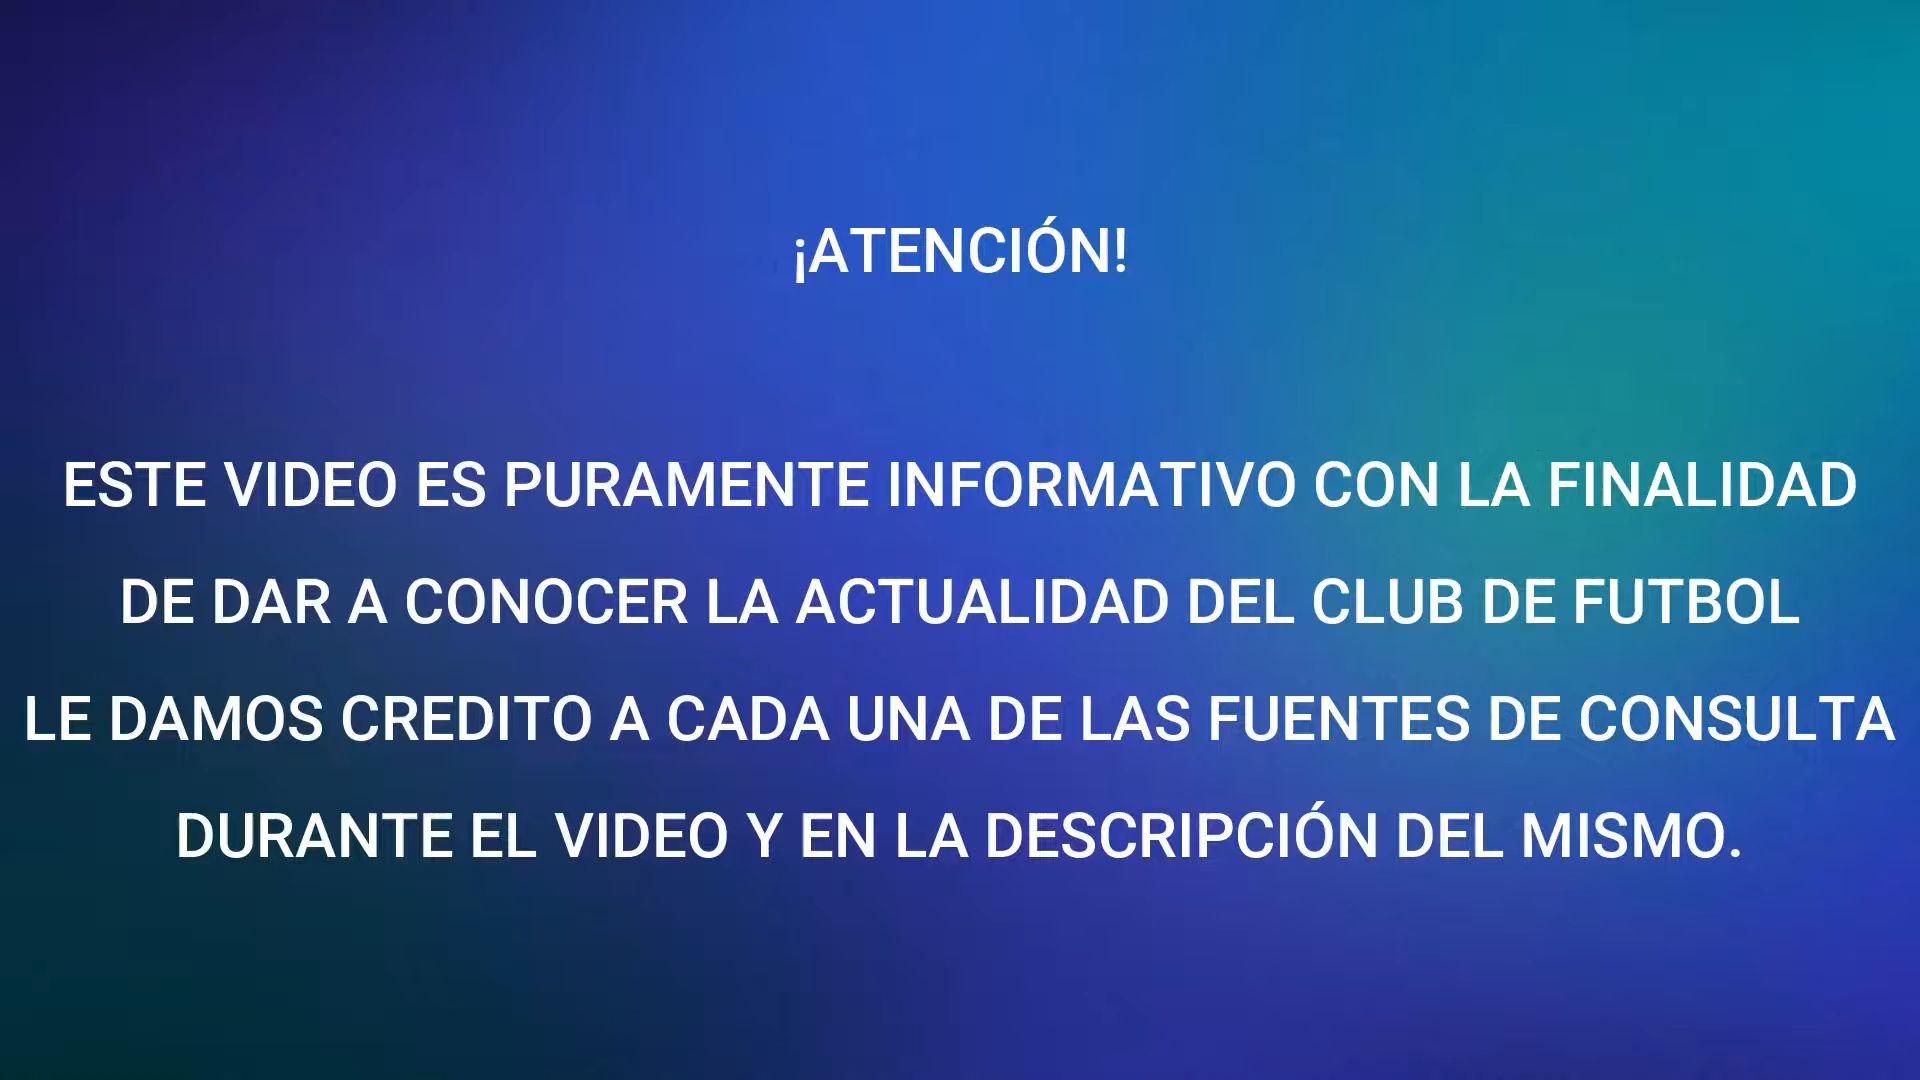 ¡ATENCIÓN!
ESTE VIDEO ES PURAMENTE INFORMATIVO CON LA FINALIDAD
DE DAR A CONOCER LA ACTUALIDAD DEL CLUB DE FUTBOL
LE DAMOS CREDITO A CADA UNA DE LAS FUENTES DE CONSULTA
DURANTE EL VIDEO Y EN LA DESCRIPCIÓN DEL MISMO.